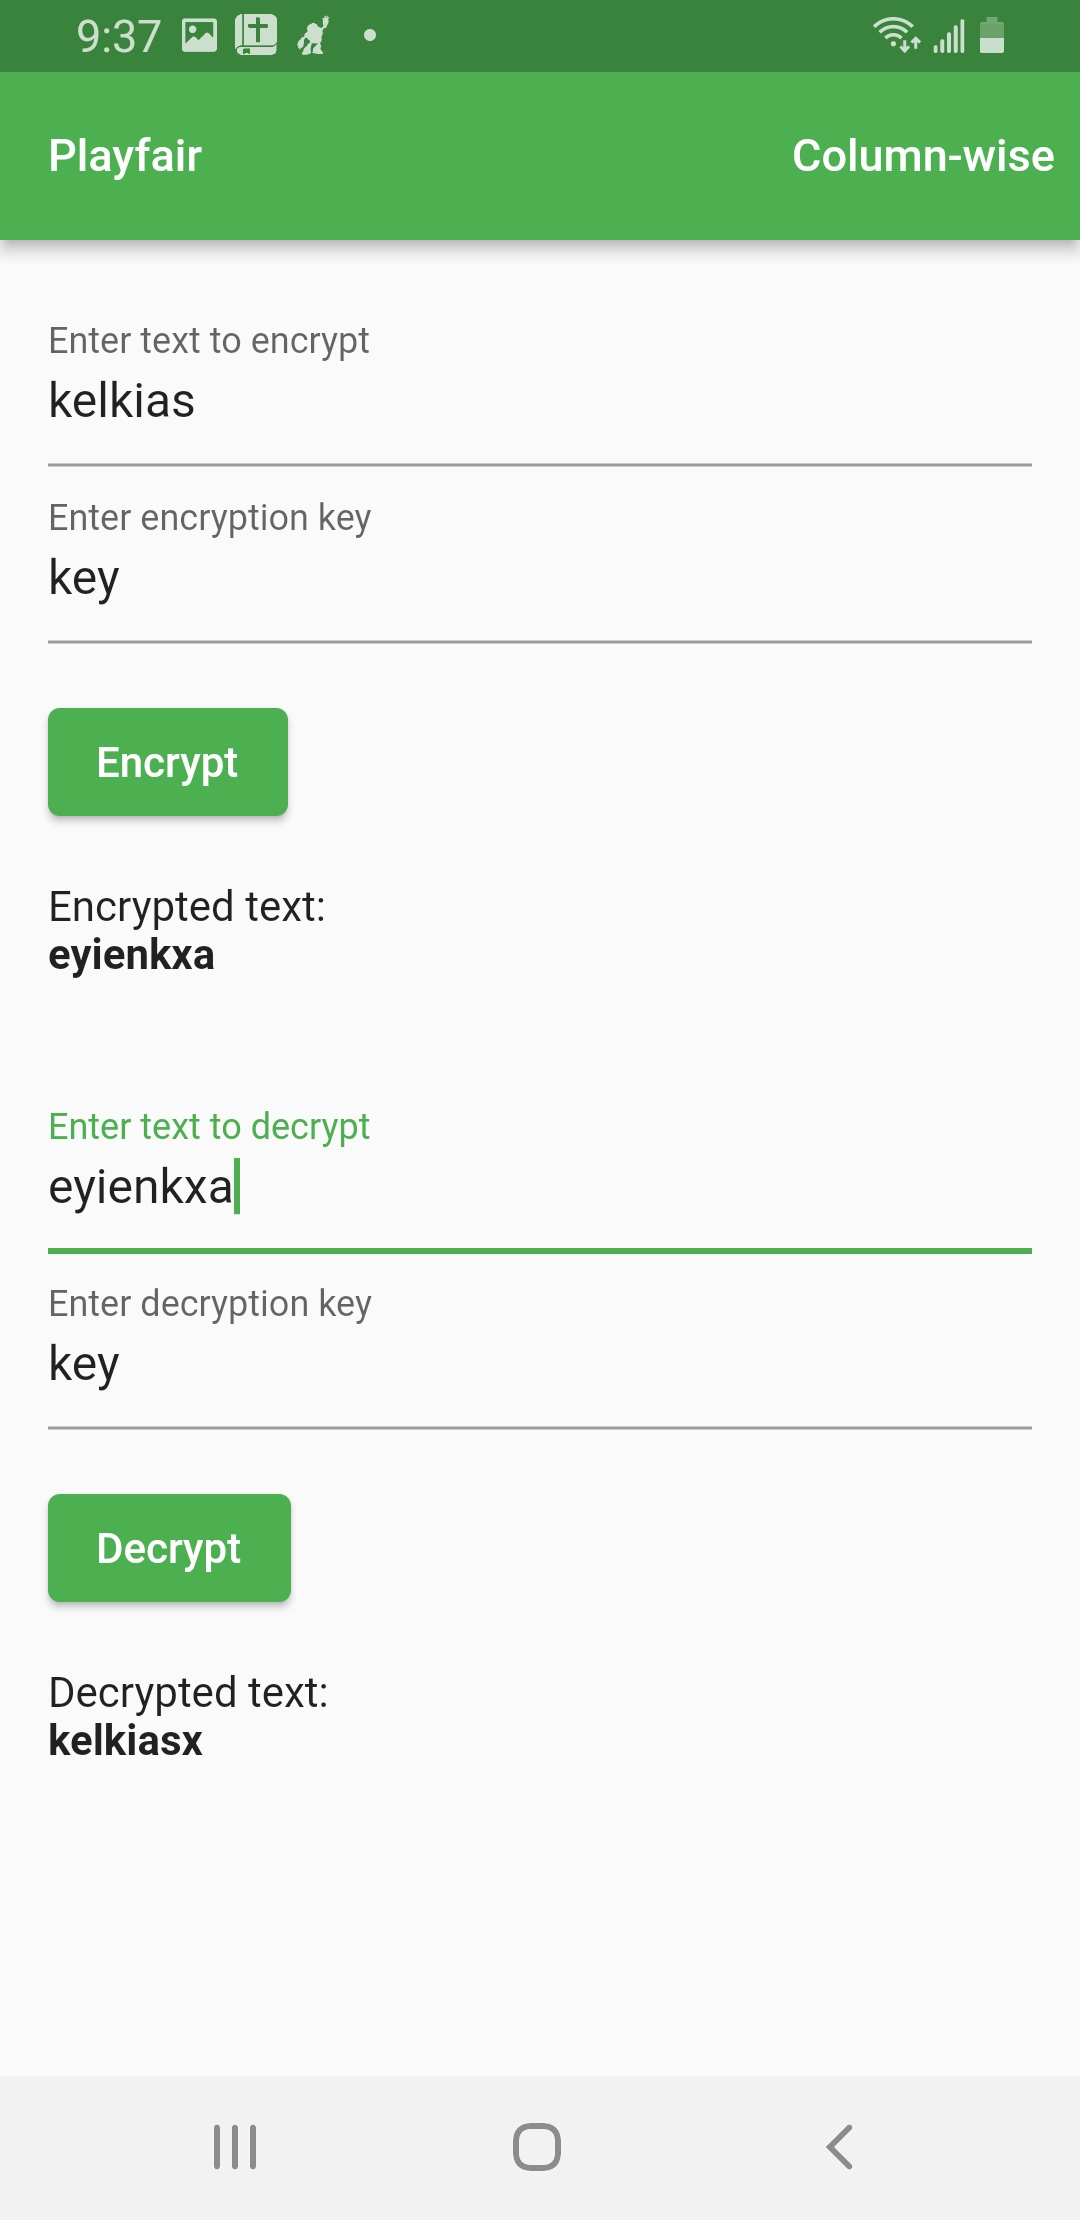 9:37
Playfair Column-wise
Enter text to encrypt
kelkias
Enter encryption key
key
Encrypt
Encrypted text:
eyienkxa
Enter text to decrypt
eyienkxa
Enter decryption key
key
Decrypt
Decrypted text:
kelkiasx